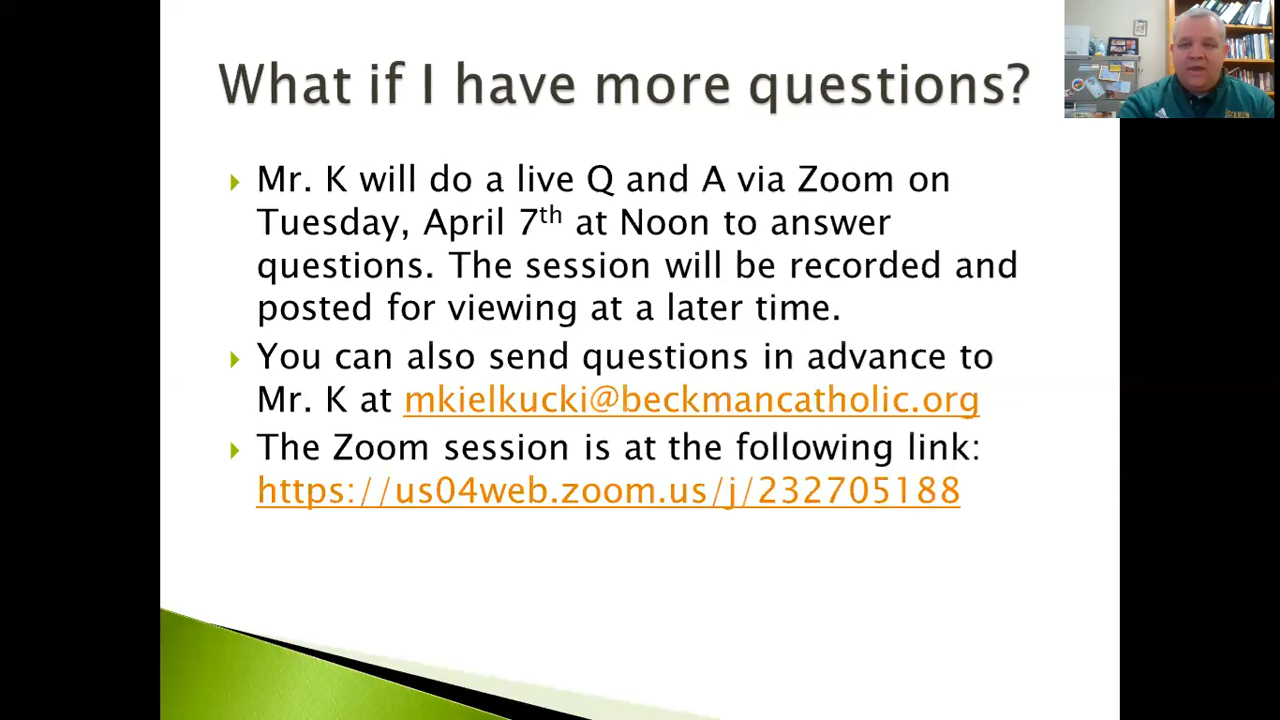 What if I have more questions?
Mr. K will do a live Q and A via Zoom on
Tuesday, April 7th at Noon to answer
questions. The session will be recorded and
posted for viewing at a later time.
You can also send questions in advance to
Mr. K at mkielkucki@beckmancatholic.org
The Zoom session is at the following link:
https://us04web.zoom.us/j/232705188